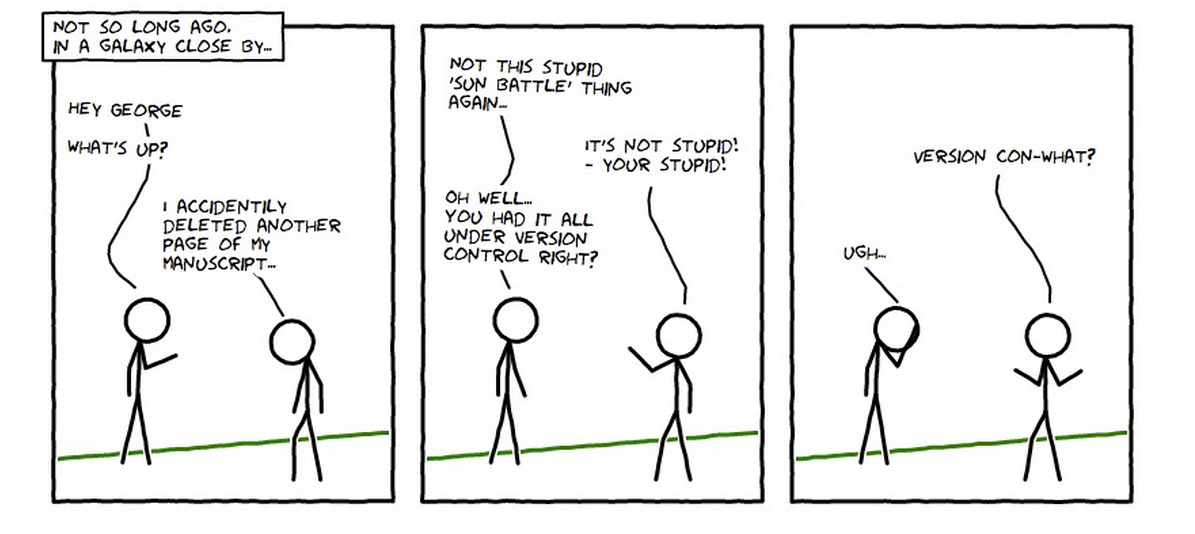 NOT SO LONG AGO.
IN A GALAXY CLOSE BY...
HEY GEORGE
WHAT'S UP?
I ACCIDENTILY
DELETED ANOTHER
PAGE OF MY
MANUSCRIPT...
NOT THIS STUPID
'SUN BATTLE' THING
AGAIN...
IT'S NOT STUPID!
- YOUR STUPID!
OH WELL...
YOU HAD IT ALL
UNDER VERSION
CONTROL RIGHT?
UGH...
VERSION CON-WHAT?